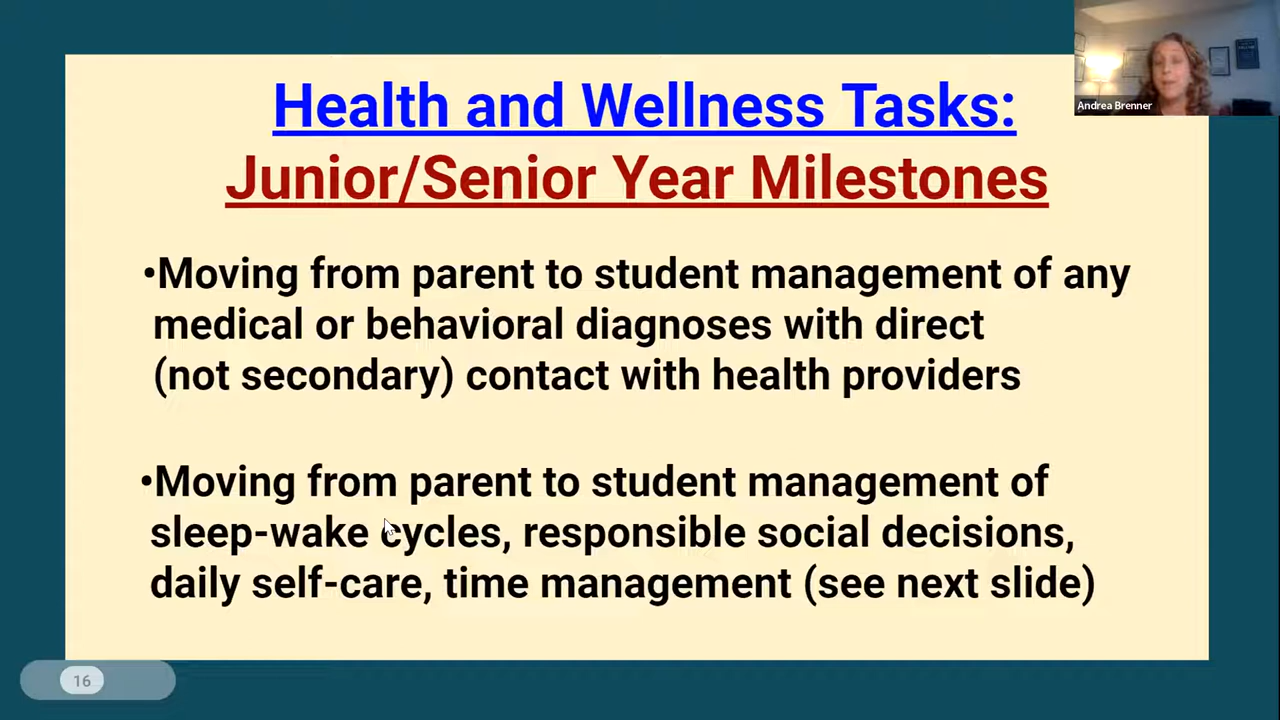 Health and Wellness Tasks:
Junior/Senior Year Milestones
•Moving from parent to student management of any
medical or behavioral diagnoses with direct
(not secondary) contact with health providers
•Moving from parent to student management of
sleep-wake cycles, responsible social decisions,
daily self-care, time management (see next slide)
Andrea Brenner
16